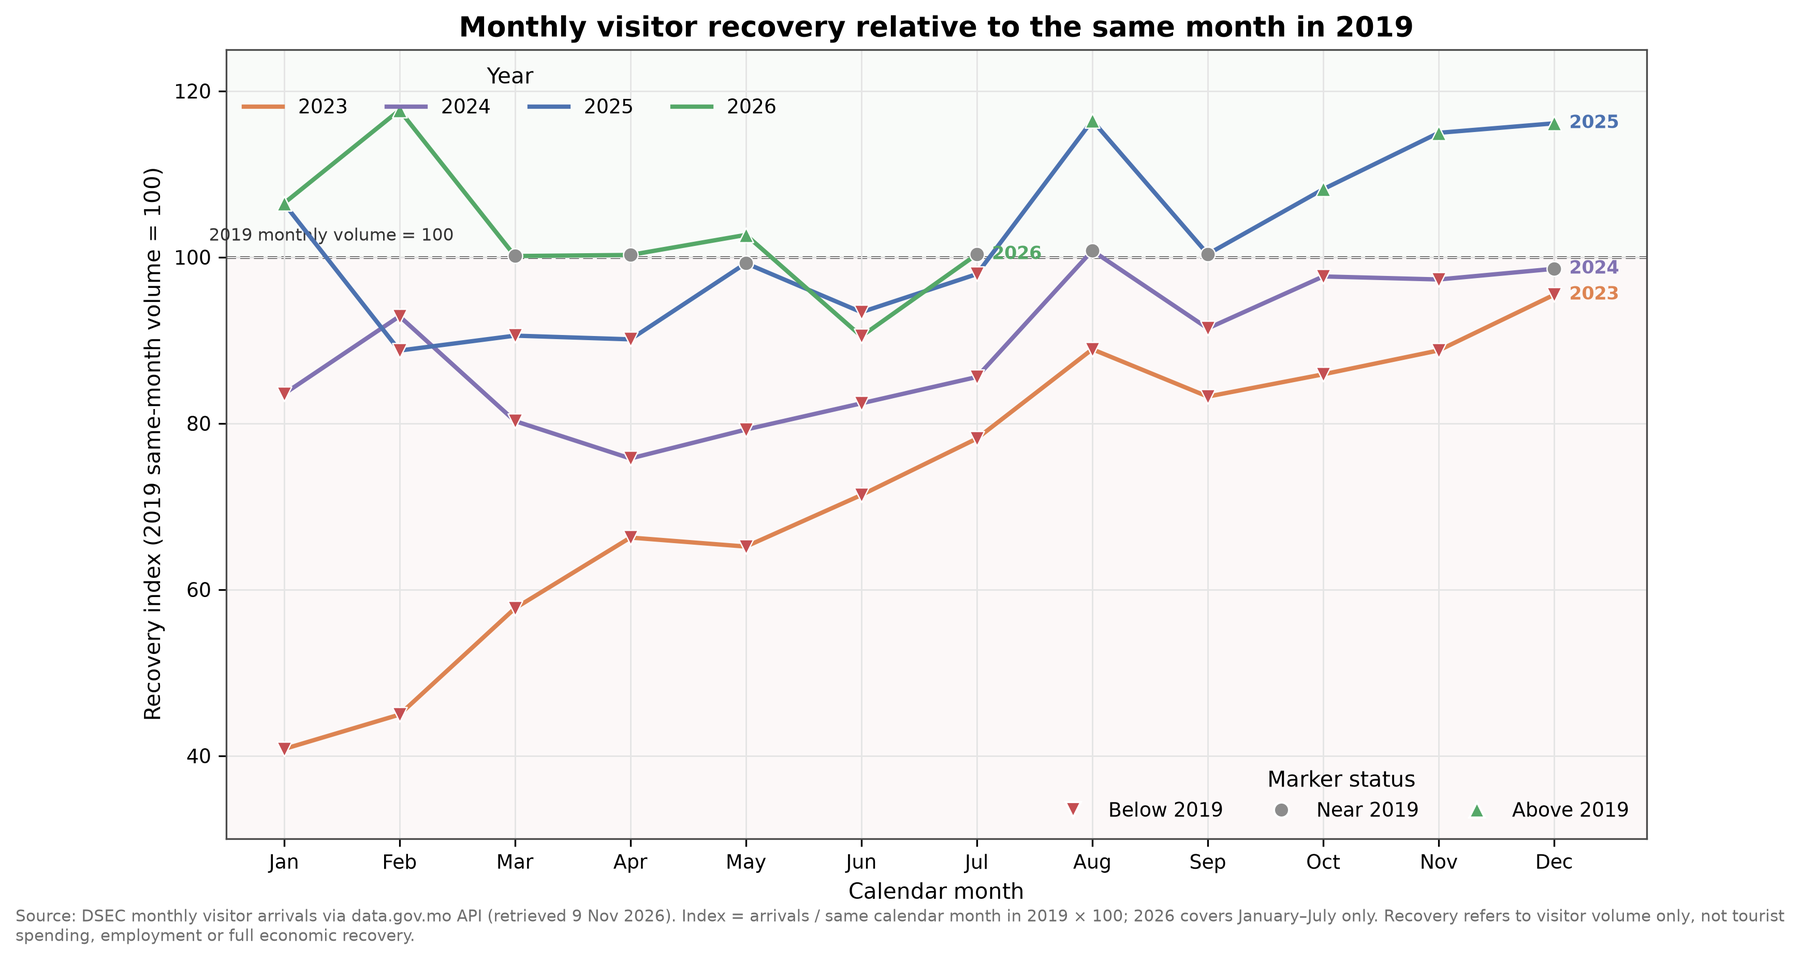 Monthly visitor recovery relative to the same month in 2019
Year
2023 2024 2025 2026
Recovery index (2019 same-month volume = 100)
120
100
80
60
40
2019 monthly volume = 100
2025
2026
2024
2023
Marker status
Below 2019 Near 2019 Above 2019
Jan Feb Mar Apr May Jun Jul Aug Sep Oct Nov Dec
Calendar month
Source: DSEC monthly visitor arrivals via data.gov.mo API (retrieved 9 Nov 2026). Index = arrivals / same calendar month in 2019 × 100; 2026 covers January–July only. Recovery refers to visitor volume only, not tourist
spending, employment or full economic recovery.